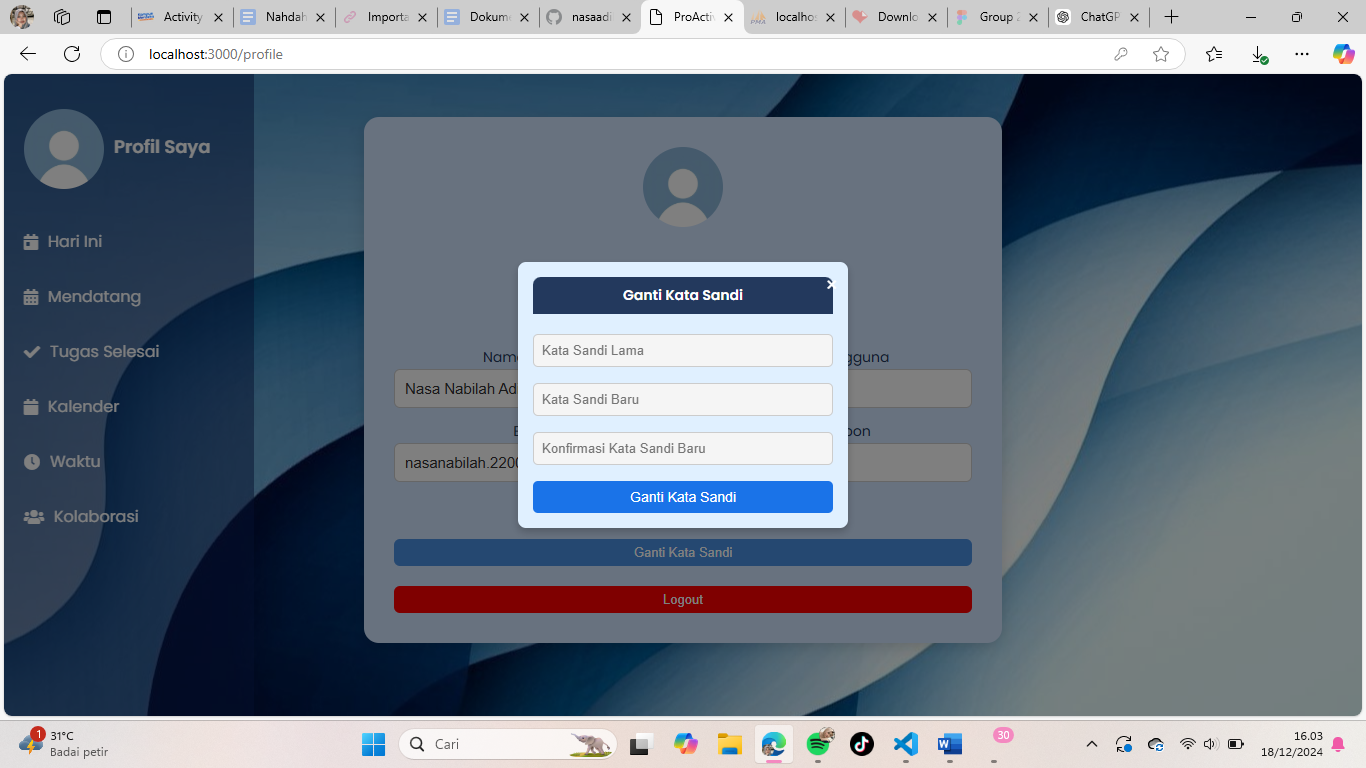 Activity
Nahdah
Importa
Dokume
nasaadi
ProActiv
localhos
Downlo
Group 2
ChatGP
localhost:3000/profile
Profil Saya
Hari Ini
Mendatang
Tugas Selesai
Kalender
Waktu
Kolaborasi
Ganti Kata Sandi
×
Kata Sandi Lama
Kata Sandi Baru
Konfirmasi Kata Sandi Baru
Ganti Kata Sandi
Nama
gguna
Nasa Nabilah Ad
nasanabilah.220
Ganti Kata Sandi
Logout
1
31°C
Badai petir
Cari
30
16.03
18/12/2024